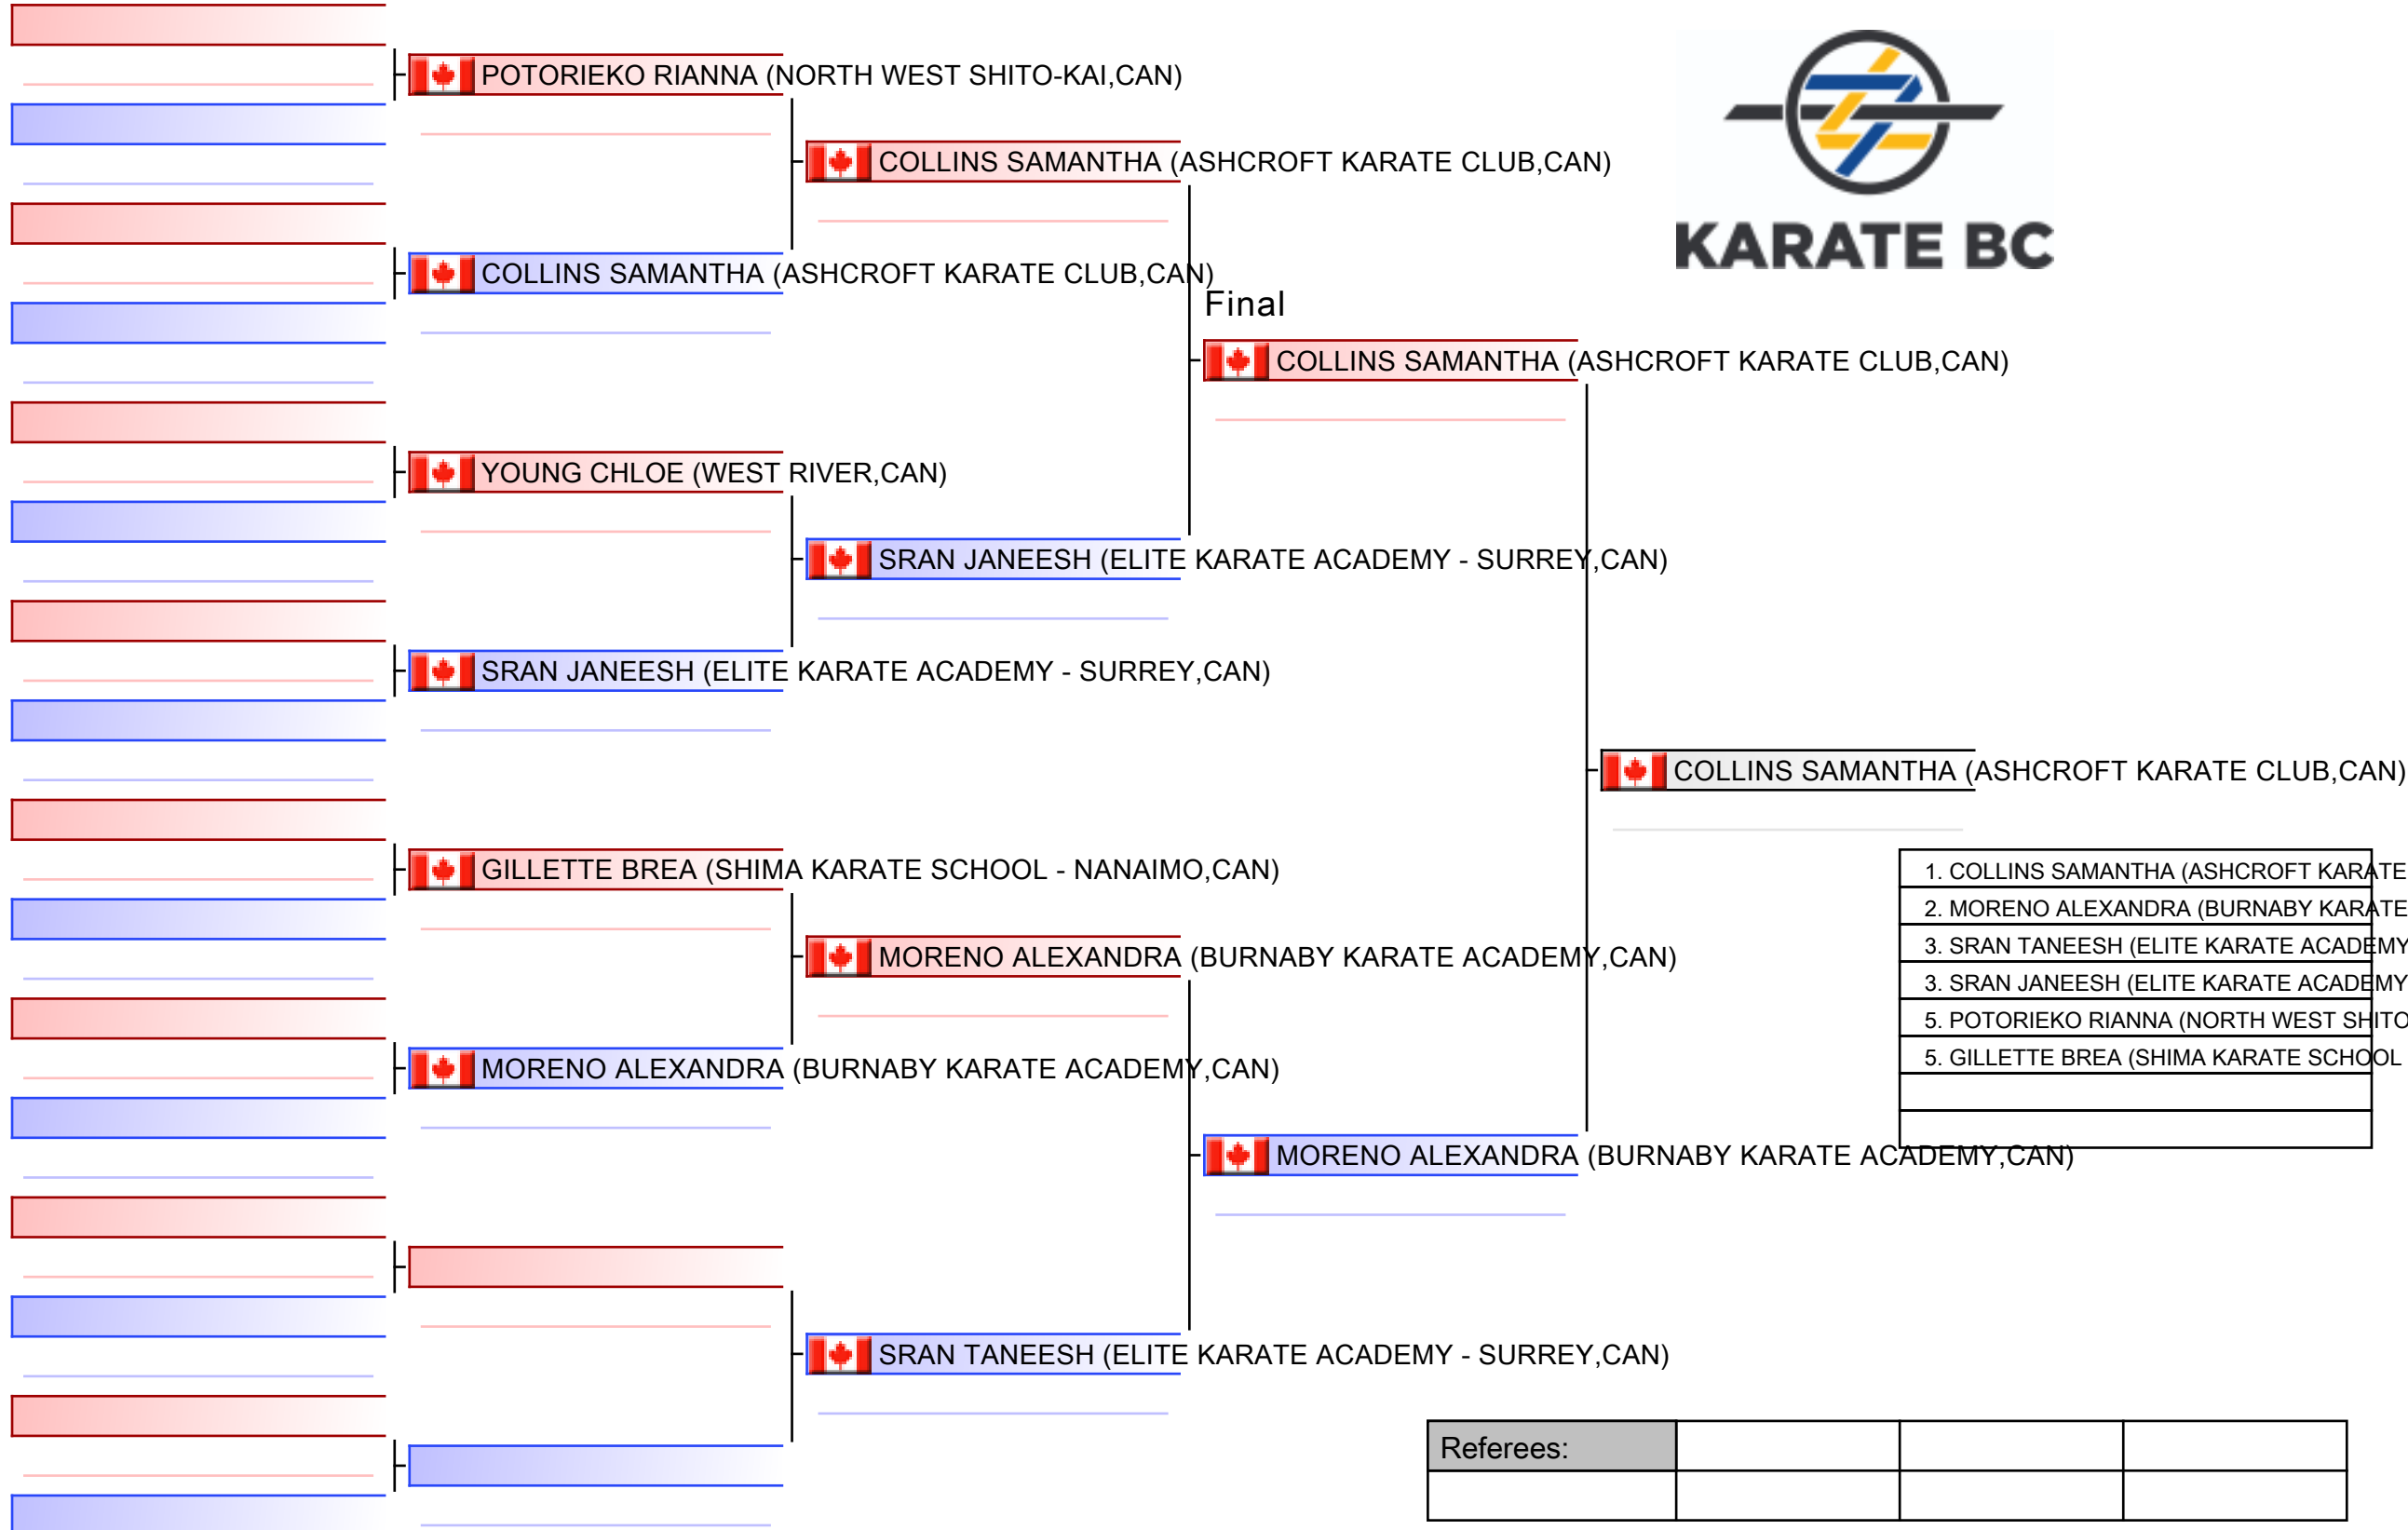 POTORIEKO RIANNA (NORTH WEST SHITO-KAI,CAN)
COLLINS SAMANTHA (ASHCROFT KARATE CLUB,CAN)
KARATE BC
COLLINS SAMANTHA (ASHCROFT KARATE CLUB,CAN)
Final
COLLINS SAMANTHA (ASHCROFT KARATE CLUB,CAN)
YOUNG CHLOE (WEST RIVER,CAN)
SRAN JANEESH (ELITE KARATE ACADEMY - SURREY,CAN)
SRAN JANEESH (ELITE KARATE ACADEMY - SURREY,CAN)
COLLINS SAMANTHA (ASHCROFT KARATE CLUB,CAN)
GILLETTE BREA (SHIMA KARATE SCHOOL - NANAIMO,CAN)
1. COLLINS SAMANTHA (ASHCROFT KARATE
2. MORENO ALEXANDRA (BURNABY KARATE
3. SRAN TANEESH (ELITE KARATE ACADEMY
3. SRAN JANEESH (ELITE KARATE ACADEMY
5. POTORIEKO RIANNA (NORTH WEST SHITO
5. GILLETTE BREA (SHIMA KARATE SCHOOL
MORENO ALEXANDRA (BURNABY KARATE ACADEMY,CAN)
MORENO ALEXANDRA (BURNABY KARATE ACADEMY,CAN)
MORENO ALEXANDRA (BURNABY KARATE ACADEMY,CAN)
SRAN TANEESH (ELITE KARATE ACADEMY - SURREY,CAN)
Referees: